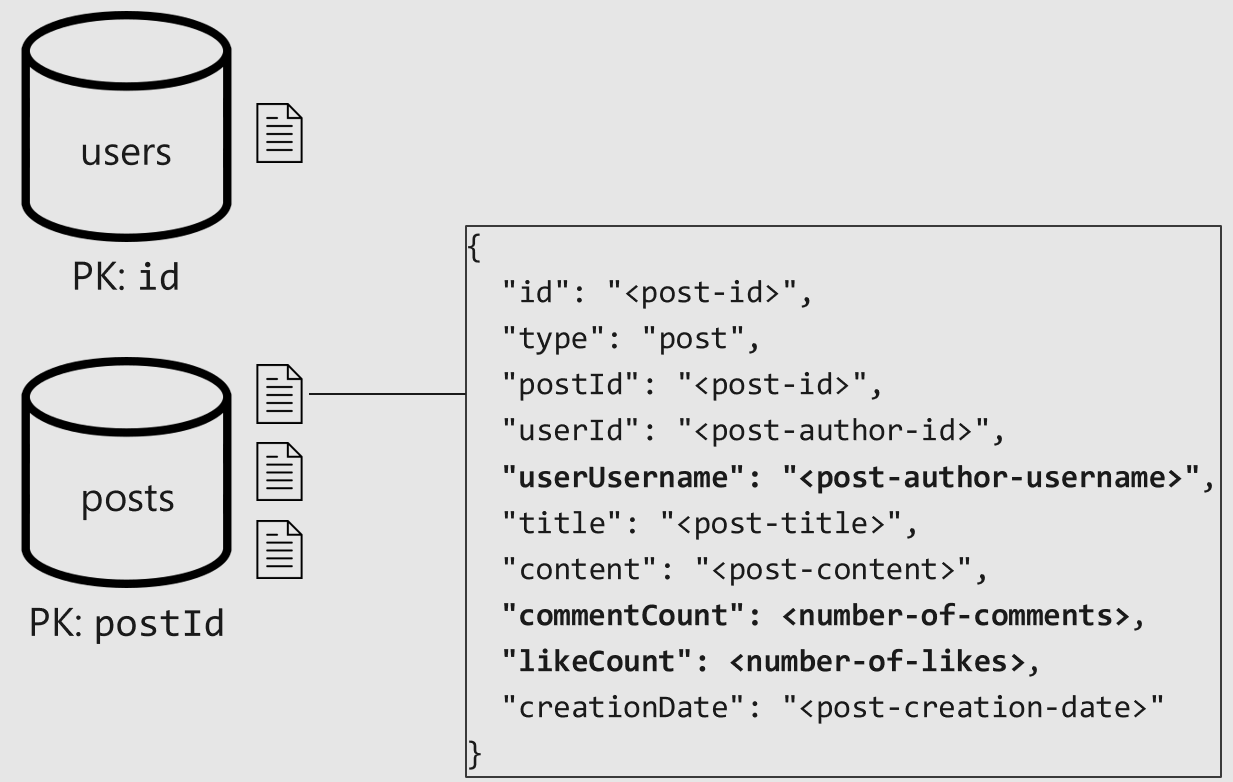 users
PK: id
posts
PK: postId
{
"id": "<post-id>",
"type": "post",
"postId": "<post-id>",
"userId": "<post-author-id>",
"userUsername": "<post-author-username>",
"title": "<post-title>",
"content": "<post-content>",
"commentCount": <number-of-comments>,
"likeCount": <number-of-likes>,
"creationDate": "<post-creation-date>"
}